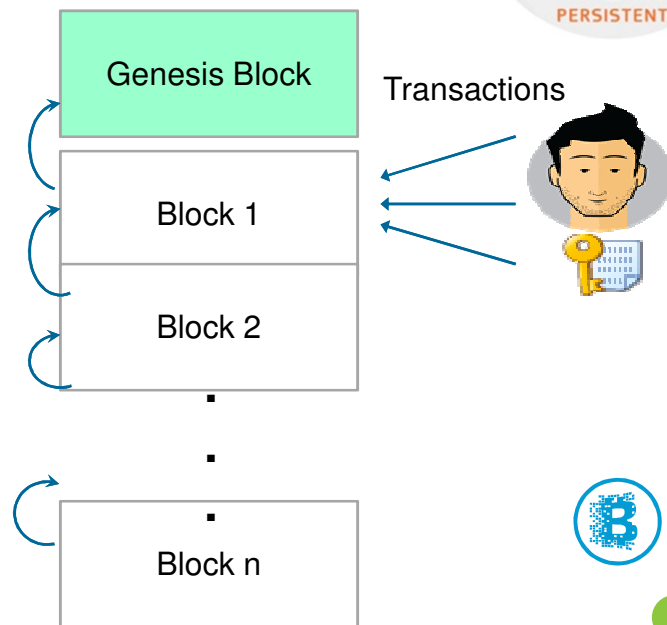 PERSISTENT
Genesis Block
Transactions
Block 1
Block 2
.
.
.
Block n